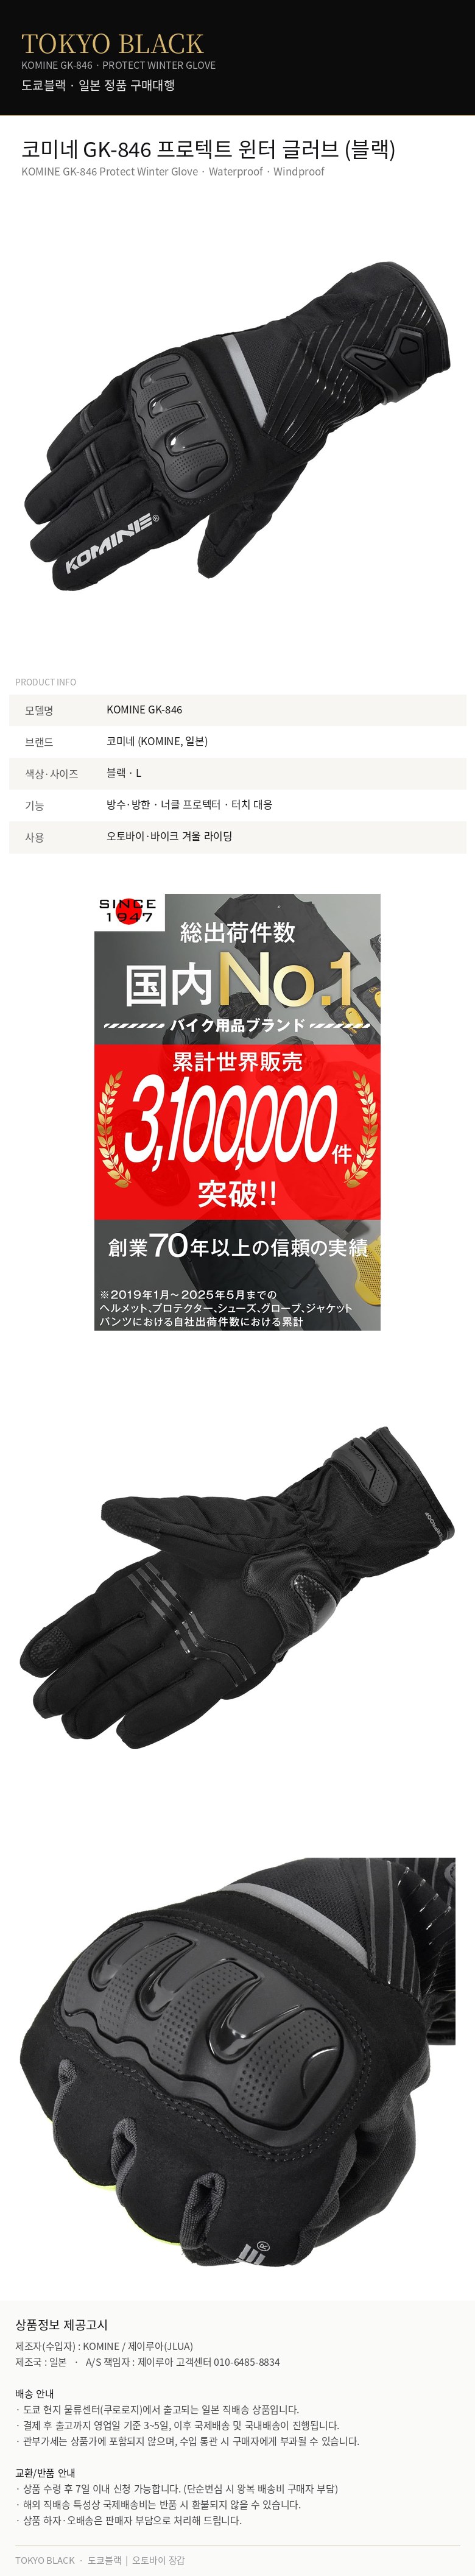 TOKYO BLACK
KOMINE GK-846 · PROTECT WINTER GLOVE
도쿄블랙 · 일본 정품 구매대행
코미네 GK-846 프로텍트 윈터 글러브 (블랙)
KOMINE GK-846 Protect Winter Glove · Waterproof · Windproof
KOMINE
PRODUCT INFO
모델명 KOMINE GK-846
브랜드 코미네 (KOMINE, 일본)
색상·사이즈 블랙 · L
기능 방수·방한 · 너클 프로텍터 · 터치 대응
사용 오토바이·바이크 겨울 라이딩
SINCE
1947
総出荷件数
国内No.1
バイク用品ブランド
累計世界販売
3,100,000件
突破!!
創業70年以上の信頼の実績
※2019年1月〜2025年5月までの
ヘルメット、プロテクター、シューズ、グローブ、ジャケット
パンツにおける自社出荷件数における累計
상품정보 제공고시
제조자(수입자) : KOMINE / 제이루아(JLUA)
제조국 : 일본 · A/S 책임자 : 제이루아 고객센터 010-6485-8834
배송 안내
· 도쿄 현지 물류센터(쿠로로지)에서 출고되는 일본 직배송 상품입니다.
· 결제 후 출고까지 영업일 기준 3~5일, 이후 국제배송 및 국내배송이 진행됩니다.
· 관부가세는 상품가에 포함되지 않으며, 수입 통관 시 구매자에게 부과될 수 있습니다.
교환/반품 안내
· 상품 수령 후 7일 이내 신청 가능합니다. (단순변심 시 왕복 배송비 구매자 부담)
· 해외 직배송 특성상 국제배송비는 반품 시 환불되지 않을 수 있습니다.
· 상품 하자·오배송은 판매자 부담으로 처리해 드립니다.
TOKYO BLACK · 도쿄블랙 | 오토바이 장갑